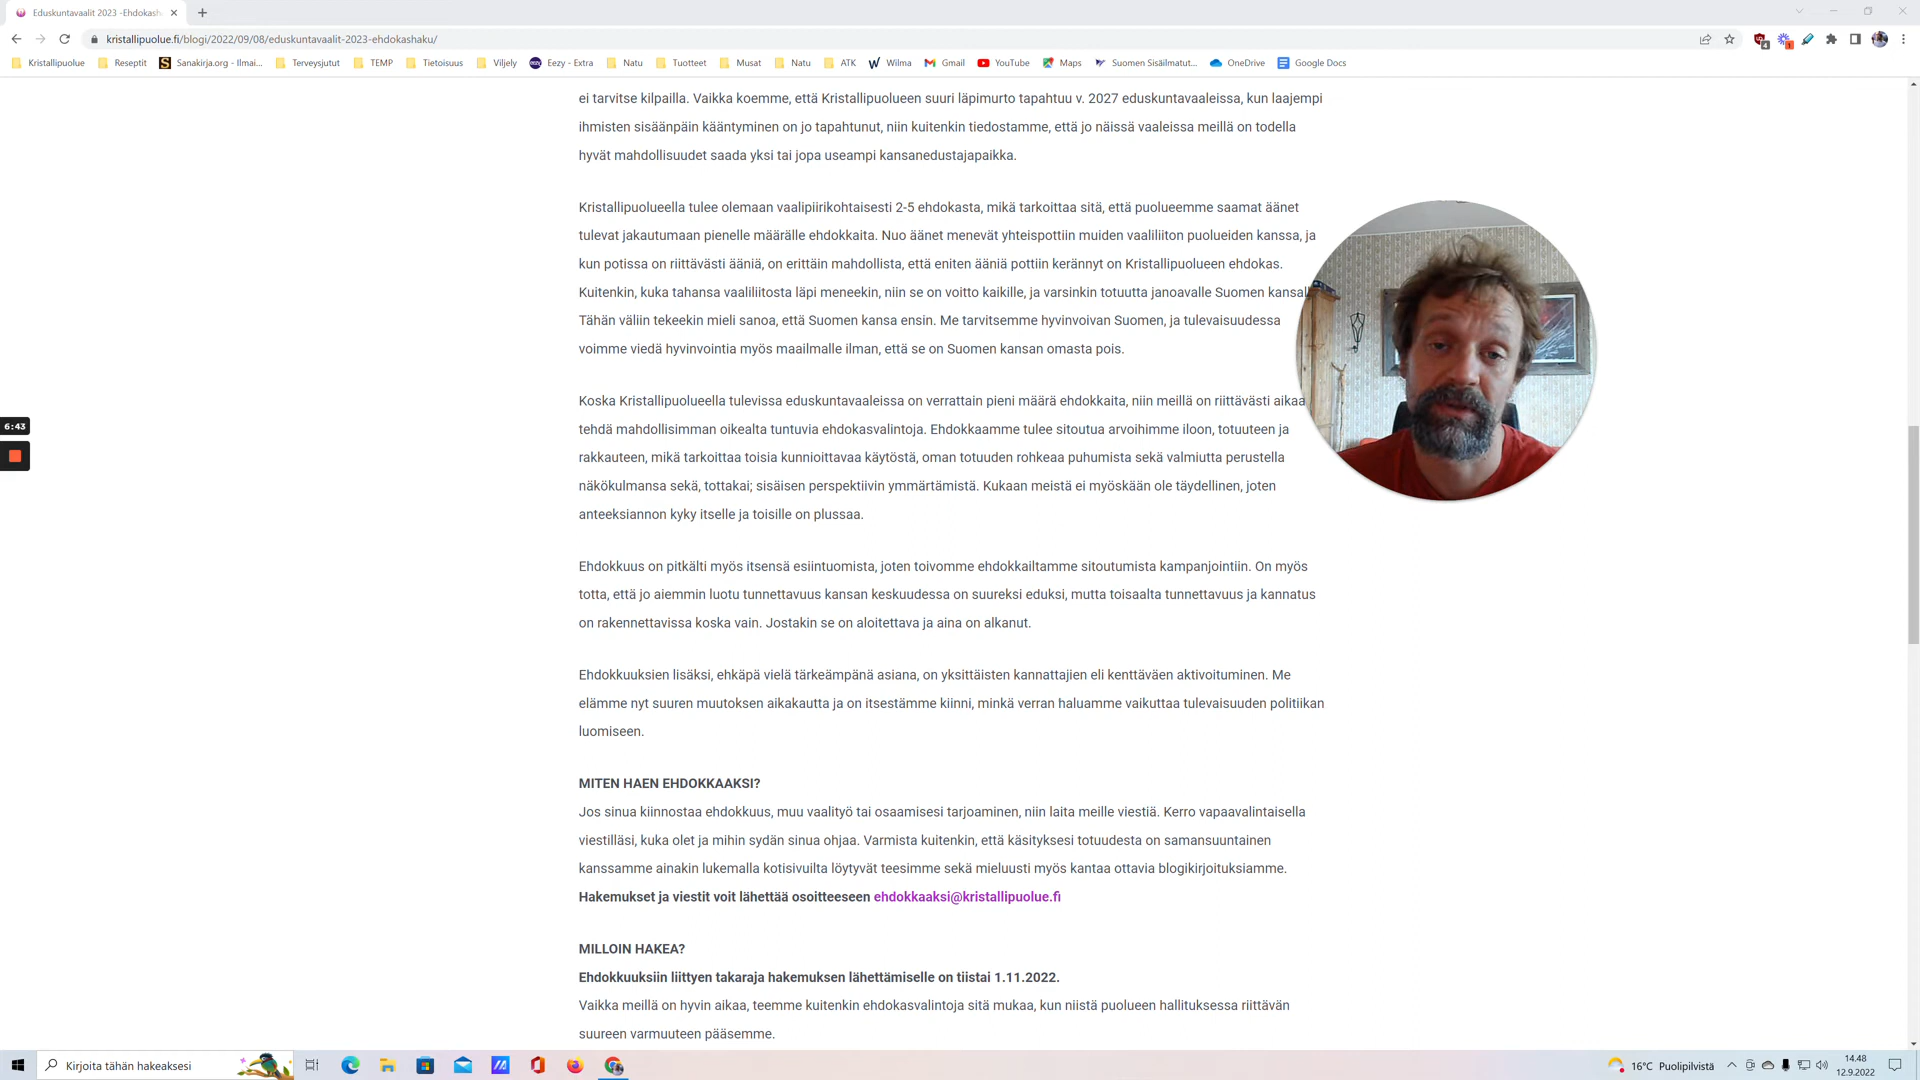 Eduskuntavaalit 2023 -Ehdokash
kristallipuolue.fi/blogi/2022/09/08/eduskuntavaalit-2023-ehdokashaku/
Kristallipuolue Reseptit Sanakirja.org - Ilmai... Terveysjutut TEMP Tietoisuus Viljely Eezy - Extra Natu Tuotteet Musat Natu ATK Wilma Gmail YouTube Maps Suomen Sisäilmatut... OneDrive Google Docs
ei tarvitse kilpailla. Vaikka koemme, että Kristallipuolueen suuri läpimurto tapahtuu v. 2027 eduskuntavaaleissa, kun laajempi
ihmisten sisäänpäin kääntyminen on jo tapahtunut, niin kuitenkin tiedostamme, että jo näissä vaaleissa meillä on todella
hyvät mahdollisuudet saada yksi tai jopa useampi kansanedustajapaikka.
Kristallipuolueella tulee olemaan vaalipiirikohtaisesti 2-5 ehdokasta, mikä tarkoittaa sitä, että puolueemme saamat äänet
tulevat jakautumaan pienelle määrälle ehdokkaita. Nuo äänet menevät yhteispottiin muiden vaaliliiton puolueiden kanssa, ja
kun potissa on riittävästi ääniä, on erittäin mahdollista, että eniten ääniä pottiin kerännyt on Kristallipuolueen ehdokas.
Kuitenkin, kuka tahansa vaaliliitosta läpi meneekin, niin se on voitto kaikille, ja varsinkin totuutta janoavalle Suomen kansal
Tähän väliin tekeekin mieli sanoa, että Suomen kansa ensin. Me tarvitsemme hyvinvoivan Suomen, ja tulevaisuudessa
voimme viedä hyvinvointia myös maailmalle ilman, että se on Suomen kansan omasta pois.
Koska Kristallipuolueella tulevissa eduskuntavaaleissa on verrattain pieni määrä ehdokkaita, niin meillä on riittävästi aikaa
tehdä mahdollisimman oikealta tuntuvia ehdokasvalintoja. Ehdokkaamme tulee sitoutua arvoihimme iloon, totuuteen ja
rakkauteen, mikä tarkoittaa toisia kunnioittavaa käytöstä, oman totuuden rohkeaa puhumista sekä valmiutta perustella
näkökulmansa sekä, tottakai; sisäisen perspektiivin ymmärtämistä. Kukaan meistä ei myöskään ole täydellinen, joten
anteeksiannon kyky itselle ja toisille on plussaa.
6:43
Ehdokkuus on pitkälti myös itsensä esiintuomista, joten toivomme ehdokkailtamme sitoutumista kampanjointiin. On myös
totta, että jo aiemmin luotu tunnettavuus kansan keskuudessa on suureksi eduksi, mutta toisaalta tunnettavuus ja kannatus
on rakennettavissa koska vain. Jostakin se on aloitettava ja aina on alkanut.
Ehdokkuuksien lisäksi, ehkäpä vielä tärkeämpänä asiana, on yksittäisten kannattajien eli kenttäväen aktivoituminen. Me
elämme nyt suuren muutoksen aikakautta ja on itsestämme kiinni, minkä verran haluamme vaikuttaa tulevaisuuden politiikan
luomiseen.
MITEN HAEN EHDOKKAAKSI?
Jos sinua kiinnostaa ehdokkuus, muu vaalityö tai osaamisesi tarjoaminen, niin laita meille viestiä. Kerro vapaavalintaisella
viestilläsi, kuka olet ja mihin sydän sinua ohjaa. Varmista kuitenkin, että käsityksesi totuudesta on samansuuntainen
kanssamme ainakin lukemalla kotisivuilta löytyvät teesimme sekä mieluusti myös kantaa ottavia blogikirjoituksiamme.
Hakemukset ja viestit voit lähettää osoitteeseen ehdokkaaksi@kristallipuolue.fi
MILLOIN HAKEA?
Ehdokkuuksiin liittyen takaraja hakemuksen lähettämiselle on tiistai 1.11.2022.
Vaikka meillä on hyvin aikaa, teemme kuitenkin ehdokasvalintoja sitä mukaa, kun niistä puolueen hallituksessa riittävän
suureen varmuuteen pääsemme.
Kirjoita tähän hakeaksesi
16°C Puolipilvistä
14.48
12.9.2022